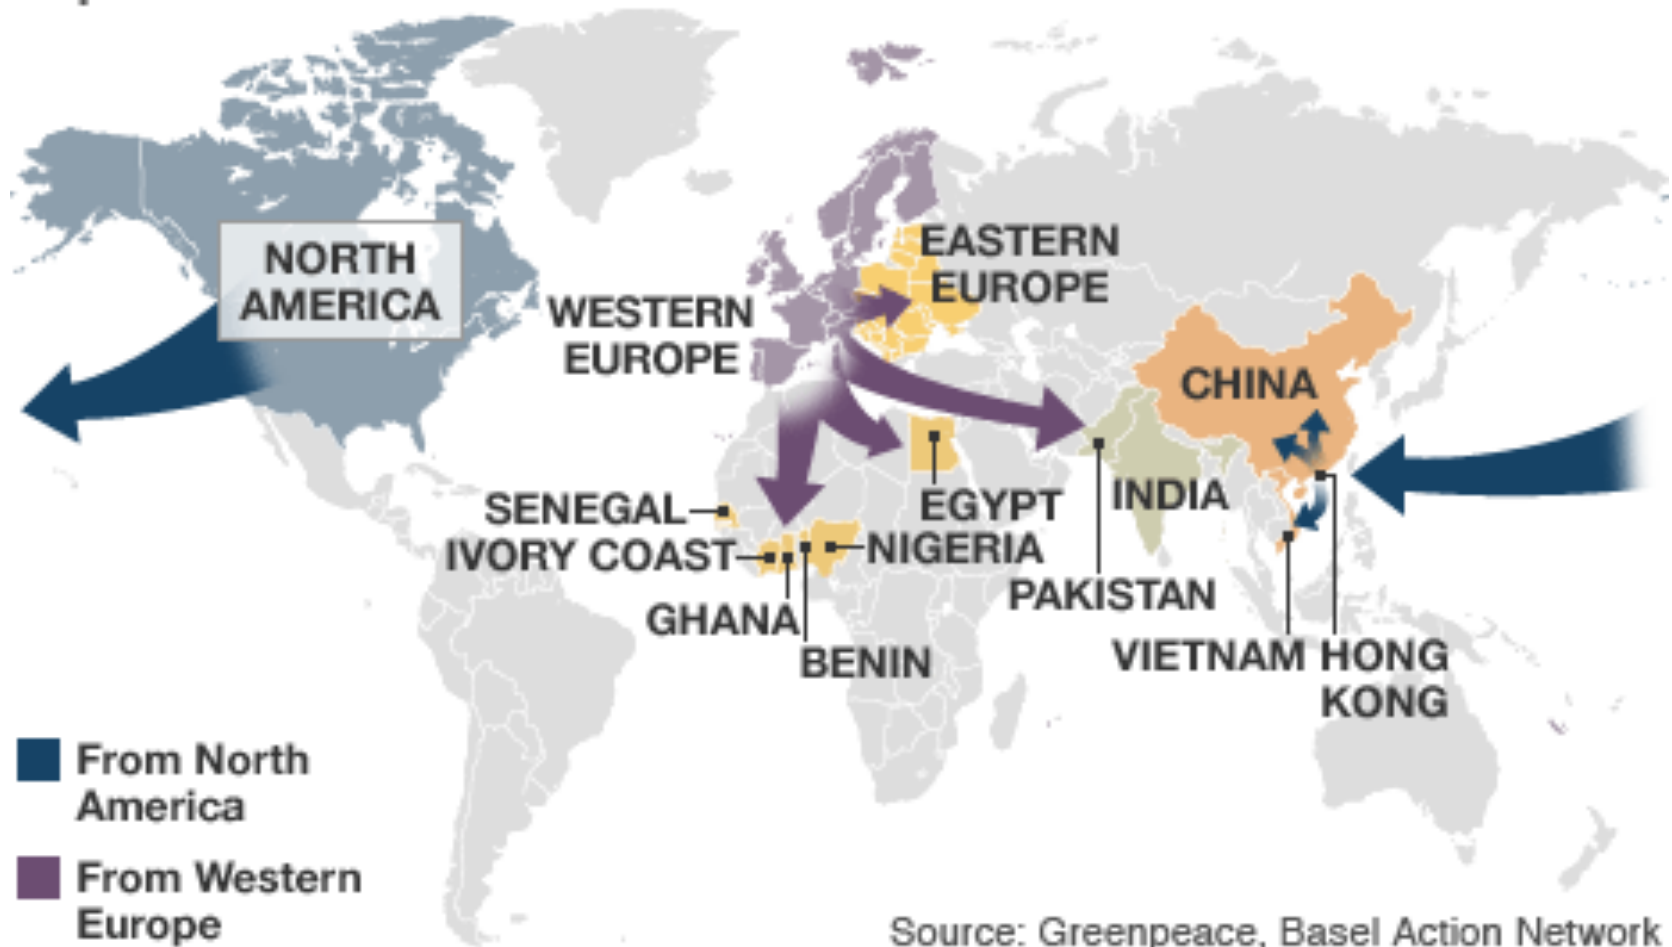 NORTH
AMERICA
WESTERN
EUROPE
EASTERN
EUROPE
CHINA
SENEGAL
IVORY COAST
GHANA
BENIN
NIGERIA
EGYPT
INDIA
PAKISTAN
VIETNAM
HONG
KONG
From North
America
From Western
Europe
Source: Greenpeace, Basel Action Network